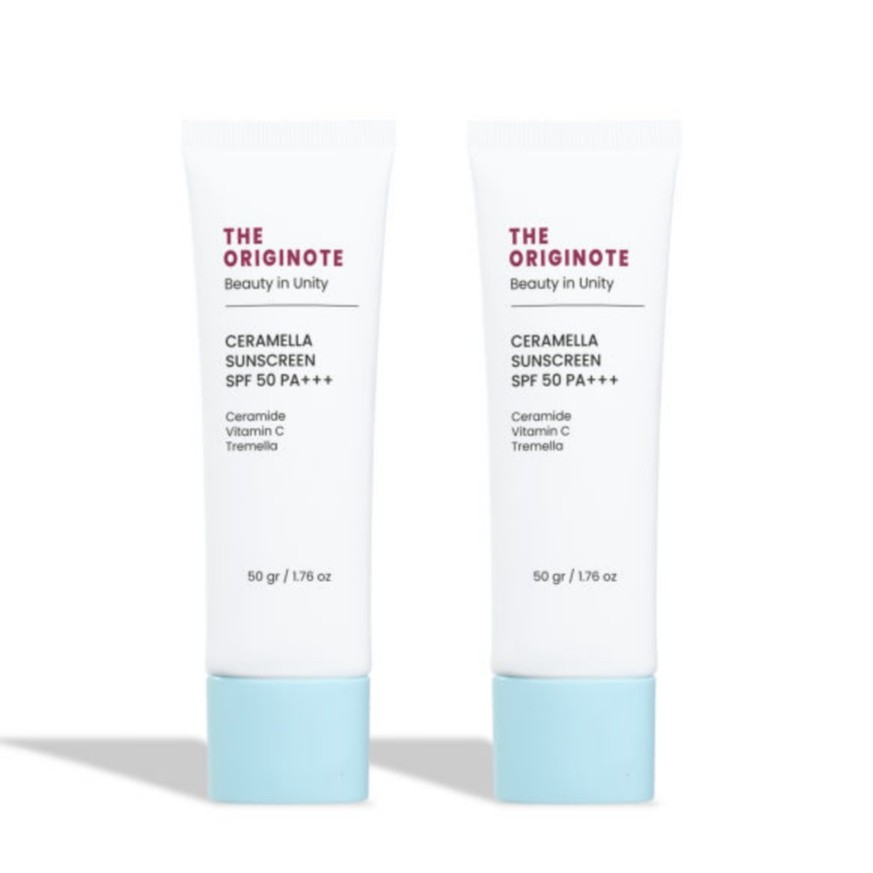 THE
ORIGINOTE
Beauty in Unity
CERAMELLA
SUNSCREEN
SPF 50 PA+++
Ceramide
Vitamin C
Tremella
50 gr / 1.76 oz
THE
ORIGINOTE
Beauty in Unity
CERAMELLA
SUNSCREEN
SPF 50 PA+++
Ceramide
Vitamin C
Tremella
50 gr / 1.76 oz